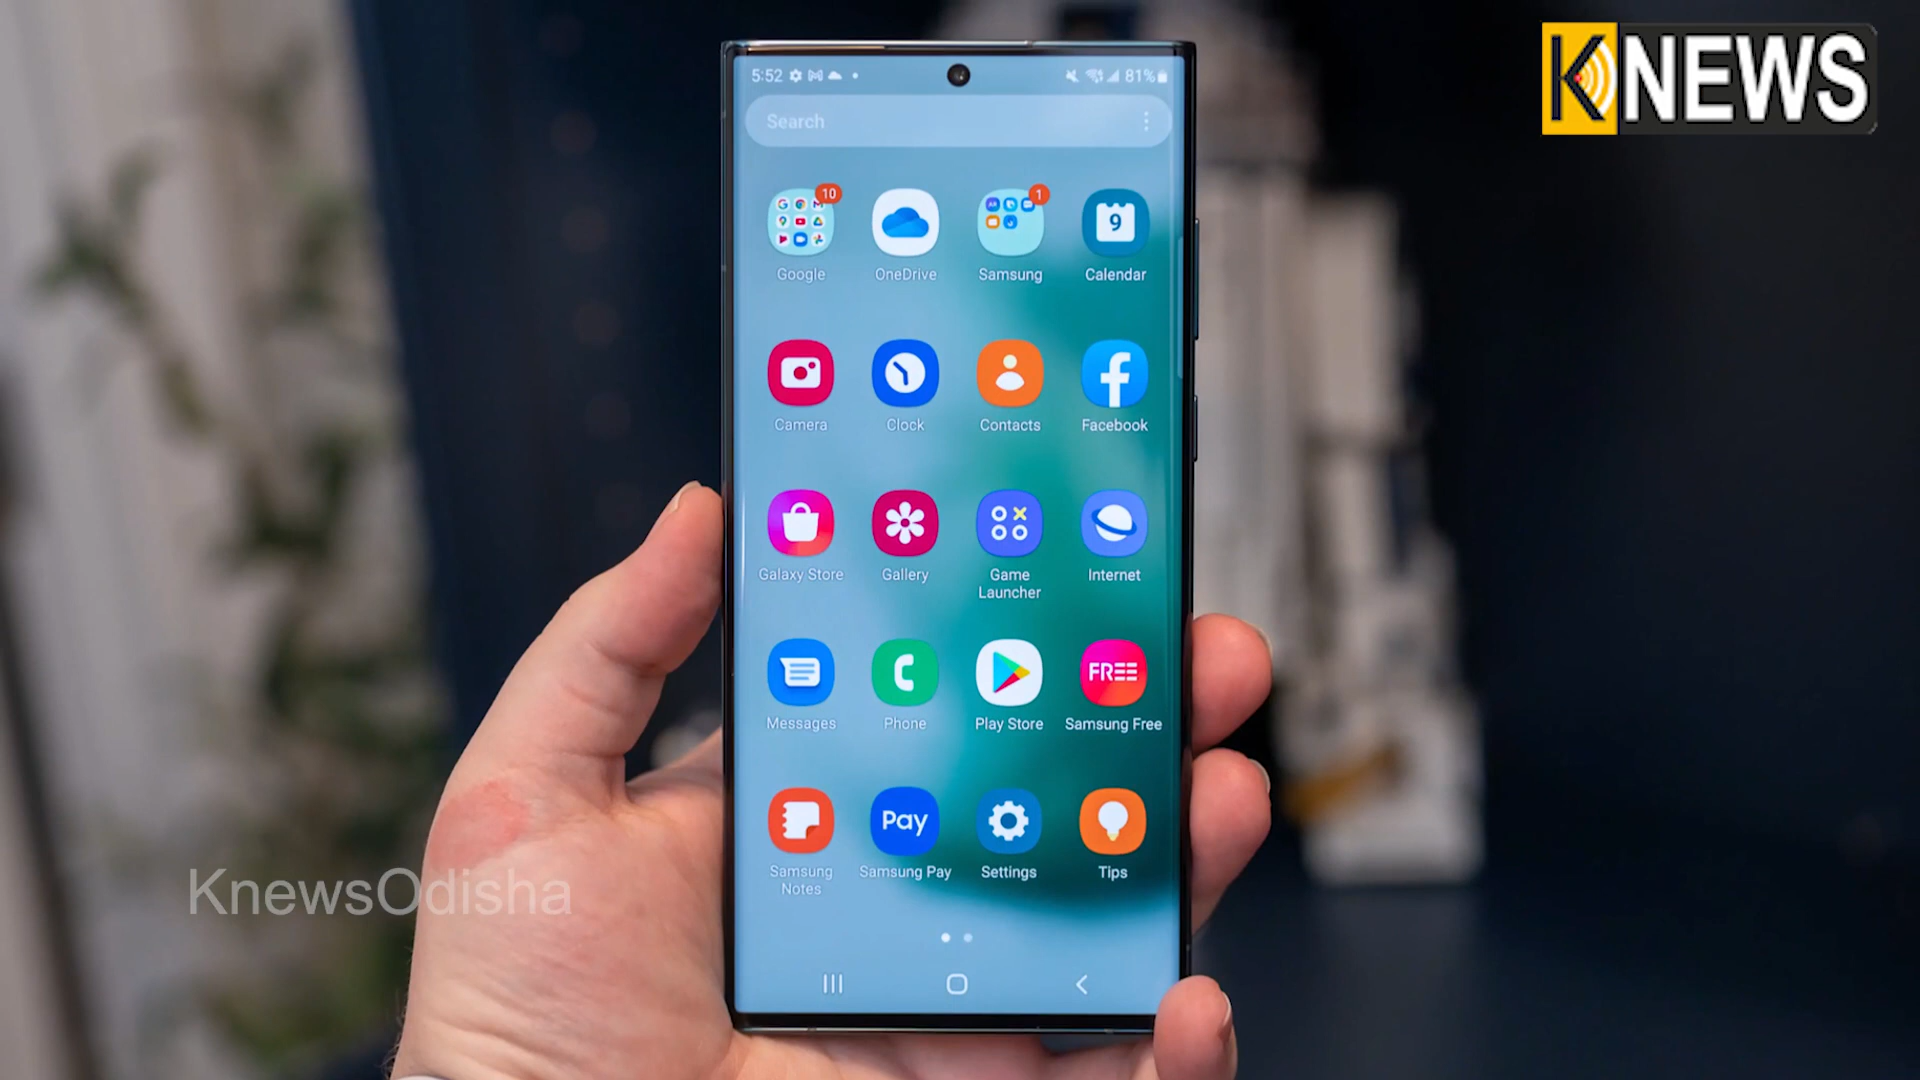 KNEWS
5:52
81%
Search
10
1
9
Google
OneDrive
Samsung
Calendar
Camera
Clock
Contacts
Facebook
Galaxy Store
Gallery
Game
Launcher
Internet
FREE
Messages
Phone
Play Store
Samsung Free
Pay
Samsung
Notes
Samsung Pay
Settings
Tips
KnewsOdisha